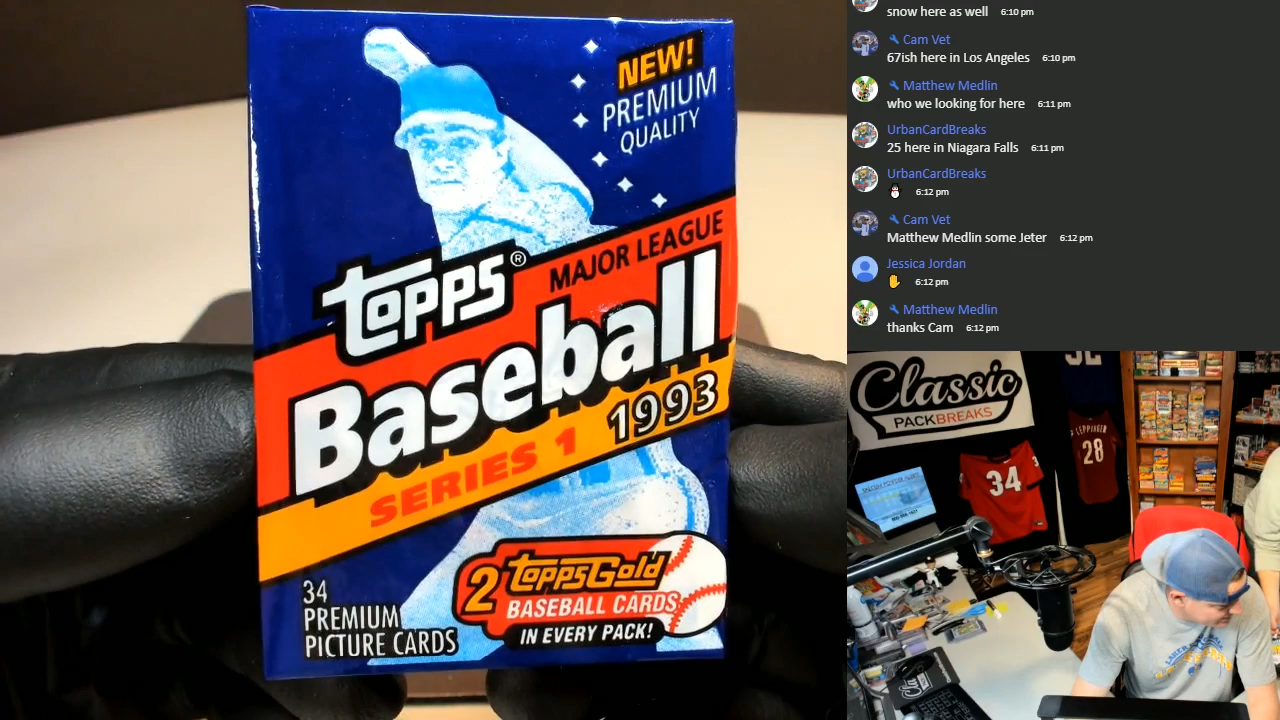 NEW!
PREMIUM
QUALITY
topps®
MAJOR LEAGUE
Baseball
SERIES 1 1993
34
PREMIUM
PICTURE CARDS
2 ToppsGold
BASEBALL CARDS
IN EVERY PACK!
snow here as well 6:10 pm
Cam Vet
67ish here in Los Angeles 6:10 pm
Matthew Medlin
who we looking for here 6:11 pm
UrbanCardBreaks
25 here in Niagara Falls 6:11 pm
UrbanCardBreaks
6:12 pm
Cam Vet
Matthew Medlin some Jeter 6:12 pm
Jessica Jordan
6:12 pm
Matthew Medlin
thanks Cam 6:12 pm
Classic
PACKBREAKS
34
28